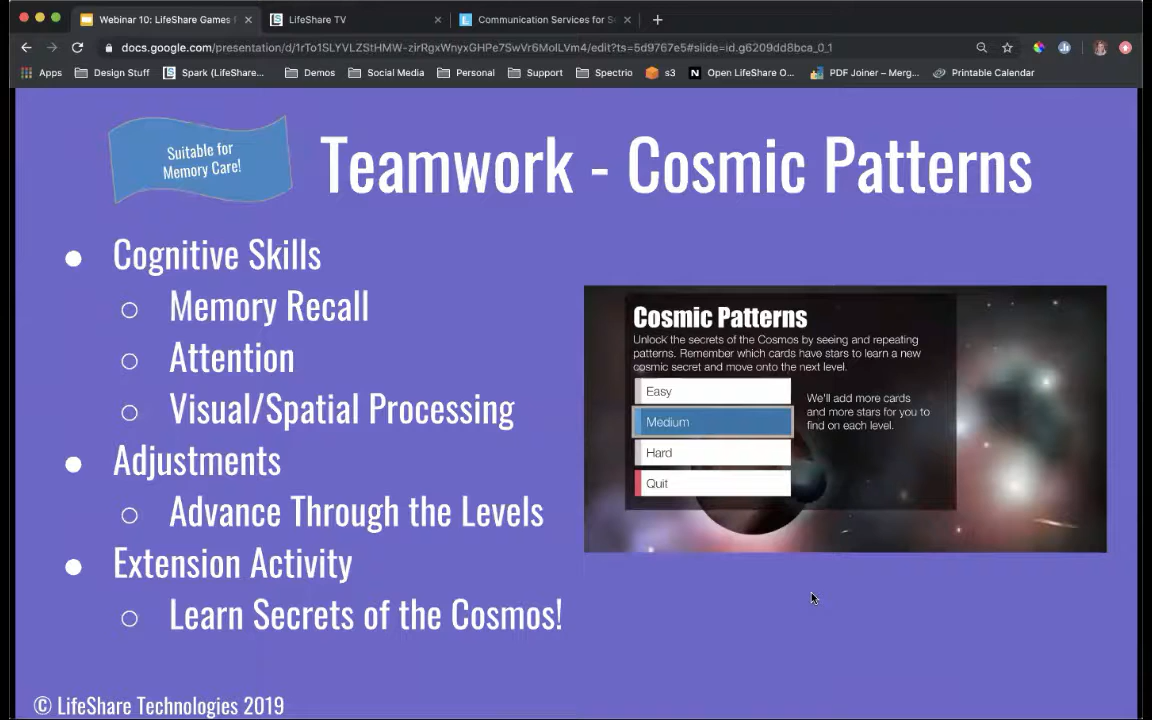 Webinar 10: LifeShare Games
LifeShare TV
Communication Services for S
docs.google.com/presentation/d/1rTo1SLYVLZStHMW-zirRgxWnyxGHPe7SwVr6MolLVm4/edit?ts=5d9767e5#slide=id.g6209dd8bca_0_1
Apps
Design Stuff
Spark (LifeShare...
Demos
Social Media
Personal
Support
Spectrio
s3
Open LifeShare O...
PDF Joiner – Merg...
Printable Calendar
Suitable for
Memory Care!
Teamwork - Cosmic Patterns
Cognitive Skills
Memory Recall
Attention
Visual/Spatial Processing
Adjustments
Advance Through the Levels
Extension Activity
Learn Secrets of the Cosmos!
Cosmic Patterns
Unlock the secrets of the Cosmos by seeing and repeating
patterns. Remember which cards have stars to learn a new
cosmic secret and move onto the next level.
Easy
Medium
Hard
Quit
We'll add more cards
and more stars for you to
find on each level.
© LifeShare Technologies 2019